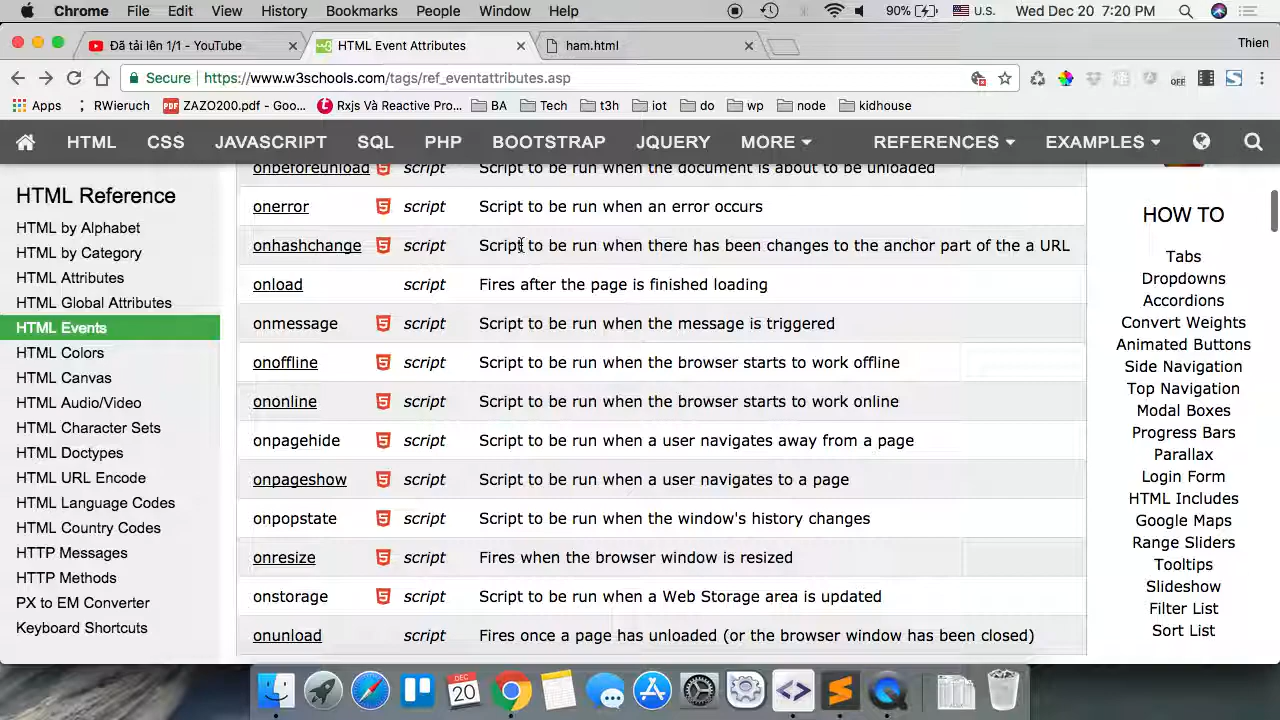 Chrome File Edit View History Bookmarks People Window Help 90% U.S. Wed Dec 20 7:20 PM
Đã tải lên 1/1 - YouTube HTML Event Attributes ham.html Thien
Secure https://www.w3schools.com/tags/ref_eventattributes.asp OFF
Apps RWieruch ZAZO200.pdf - Goo... Rxjs Và Reactive Pro... BA Tech t3h iot do wp node kidhouse
HTML CSS JAVASCRIPT SQL PHP BOOTSTRAP JQUERY MORE REFERENCES EXAMPLES
HTML Reference
HTML by Alphabet
HTML by Category
HTML Attributes
HTML Global Attributes
HTML Events
HTML Colors
HTML Canvas
HTML Audio/Video
HTML Character Sets
HTML Doctypes
HTML URL Encode
HTML Language Codes
HTML Country Codes
HTTP Messages
HTTP Methods
PX to EM Converter
Keyboard Shortcuts
onbeforeunload script Script to be run when the document is about to be unloaded
onerror script Script to be run when an error occurs
onhashchange script Script to be run when there has been changes to the anchor part of the a URL
onload script Fires after the page is finished loading
onmessage script Script to be run when the message is triggered
onoffline script Script to be run when the browser starts to work offline
ononline script Script to be run when the browser starts to work online
onpagehide script Script to be run when a user navigates away from a page
onpageshow script Script to be run when a user navigates to a page
onpopstate script Script to be run when the window's history changes
onresize script Fires when the browser window is resized
onstorage script Script to be run when a Web Storage area is updated
onunload script Fires once a page has unloaded (or the browser window has been closed)
HOW TO
Tabs
Dropdowns
Accordions
Convert Weights
Animated Buttons
Side Navigation
Top Navigation
Modal Boxes
Progress Bars
Parallax
Login Form
HTML Includes
Google Maps
Range Sliders
Tooltips
Slideshow
Filter List
Sort List
DEC
20